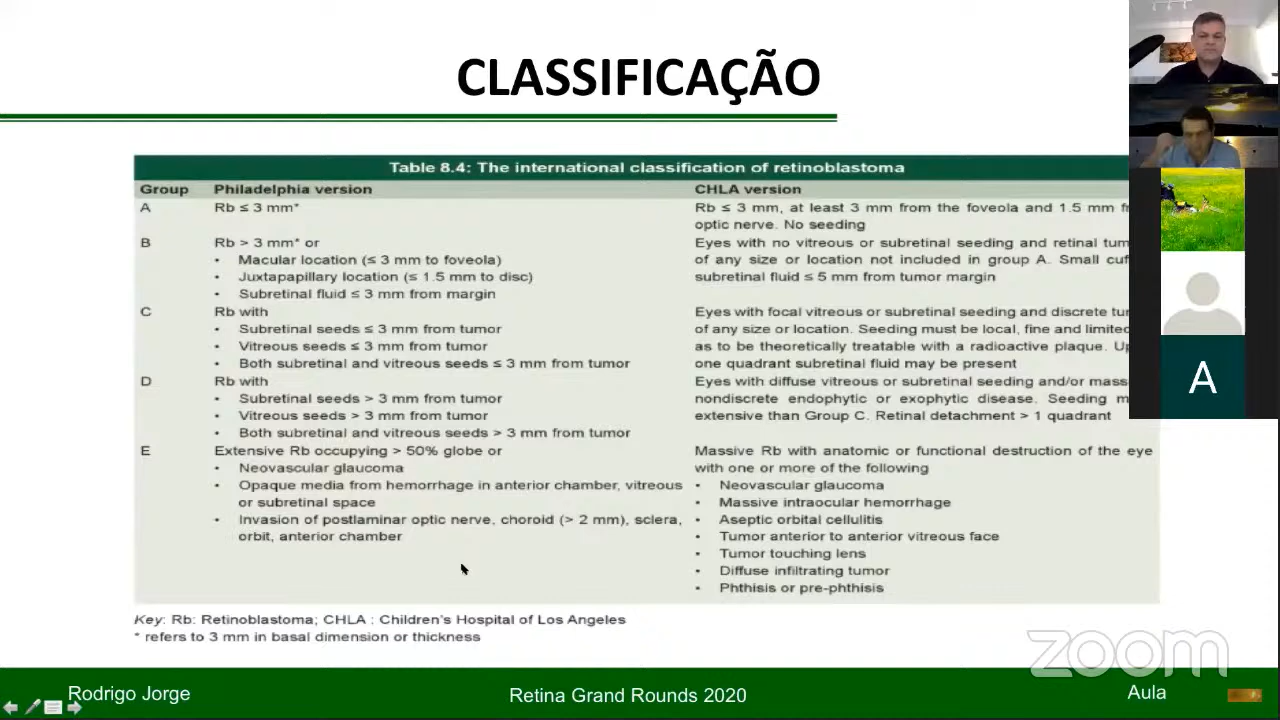 CLASSIFICAÇÃO
Table 8.4: The international classification of retinoblastoma
Group Philadelphia version CHLA version
A Rb ≤ 3 mm* Rb ≤ 3 mm, at least 3 mm from the foveola and 1.5 mm
optic nerve. No seeding
B Rb > 3 mm* or
• Macular location (≤ 3 mm to foveola)
• Juxtapapillary location (≤ 1.5 mm to disc)
• Subretinal fluid ≤ 3 mm from margin
Eyes with no vitreous or subretinal seeding and retinal
of any size or location not included in group A. Small
subretinal fluid ≤ 5 mm from tumor margin
C Rb with
• Subretinal seeds ≤ 3 mm from tumor
• Vitreous seeds ≤ 3 mm from tumor
• Both subretinal and vitreous seeds ≤ 3 mm from tumor
Eyes with focal vitreous or subretinal seeding and discrete
of any size or location. Seeding must be local, fine and limited
as to be theoretically treatable with a radioactive plaque. Up
one quadrant subretinal fluid may be present
D Rb with
• Subretinal seeds > 3 mm from tumor
• Vitreous seeds > 3 mm from tumor
• Both subretinal and vitreous seeds > 3 mm from tumor
Eyes with diffuse vitreous or subretinal seeding and/or
nondiscrete endophytic or exophytic disease. Seeding
extensive than Group C. Retinal detachment > 1 quadrant
E Extensive Rb occupying > 50% globe or
• Neovascular glaucoma
• Opaque media from hemorrhage in anterior chamber, vitreous
or subretinal space
• Invasion of postlaminar optic nerve, choroid (> 2 mm), sclera,
orbit, anterior chamber
Massive Rb with anatomic or functional destruction of the eye
with one or more of the following
• Neovascular glaucoma
• Massive intraocular hemorrhage
• Aseptic orbital cellulitis
• Tumor anterior to anterior vitreous face
• Tumor touching lens
• Diffuse infiltrating tumor
• Phthisis or pre-phthisis
Key: Rb: Retinoblastoma; CHLA : Children's Hospital of Los Angeles
* refers to 3 mm in basal dimension or thickness
A
zoom
Rodrigo Jorge
Retina Grand Rounds 2020
Aula